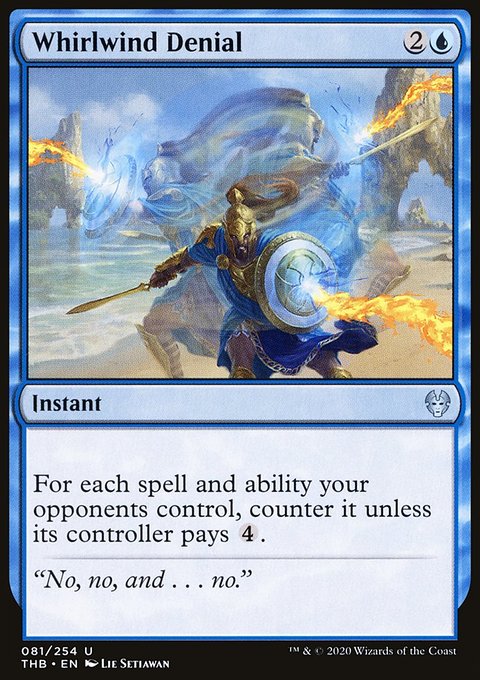 Whirlwind Denial 2
Instant
For each spell and ability your
opponents control, counter it unless
its controller pays 4.
“No, no, and . . . no.”
081/254 U
THB • EN Lie Setiawan
™ & © 2020 Wizards of the Coast